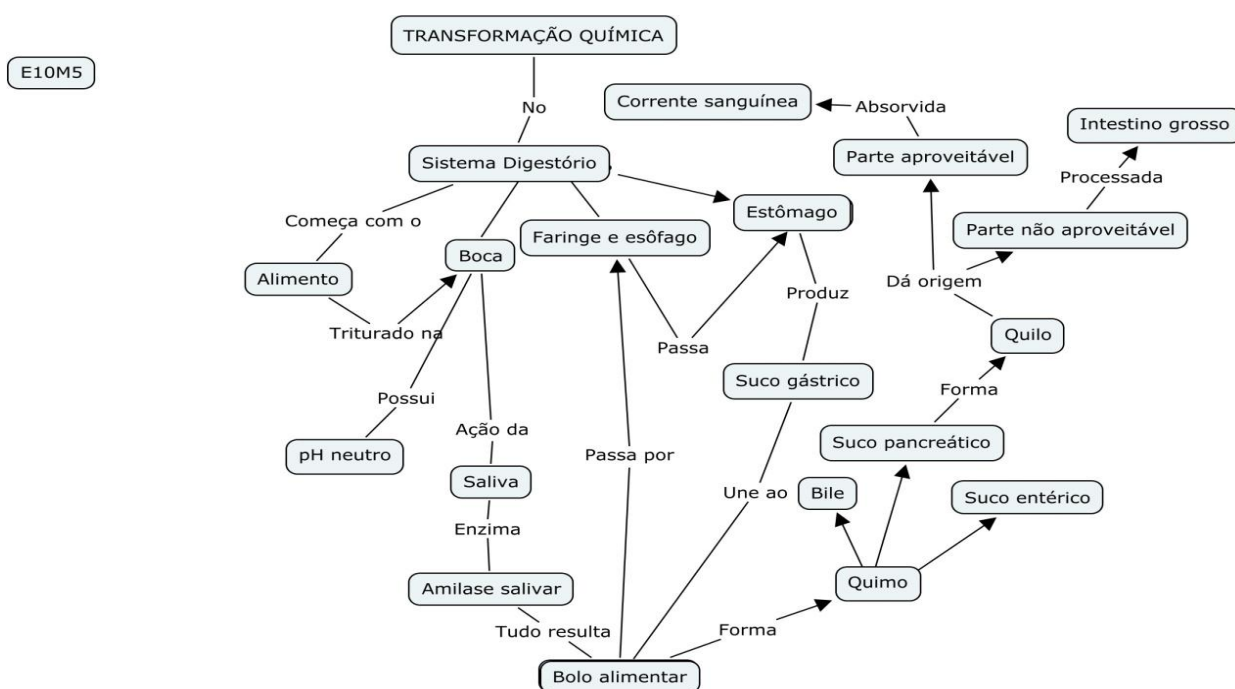 TRANSFORMAÇÃO QUÍMICA
E10M5
No
Corrente sanguínea
Absorvida
Intestino grosso
Sistema Digestório
Parte aproveitável
Processada
Começa com o
Estômago
Faringe e esôfago
Parte não aproveitável
Boca
Alimento
Produz
Dá origem
Triturado na
Passa
Quilo
Suco gástrico
Forma
Possui
Ação da
Suco pancreático
pH neutro
Passa por
Saliva
Une ao
Bile
Suco entérico
Enzima
Amilase salivar
Quimo
Tudo resulta
Forma
Bolo alimentar